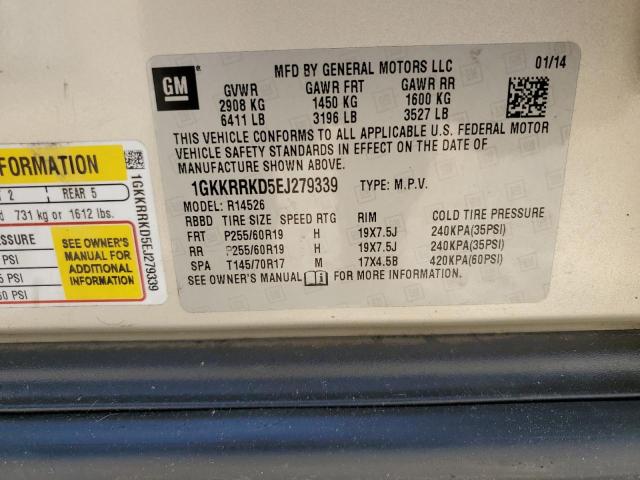 GM
MFD BY GENERAL MOTORS LLC 01/14
GVWR GAWR FRT GAWR RR
2908 KG 1450 KG 1600 KG
6411 LB 3196 LB 3527 LB
THIS VEHICLE CONFORMS TO ALL APPLICABLE U.S. FEDERAL MOTOR
VEHICLE SAFETY STANDARDS IN EFFECT ON THE DATE OF
MANUFACTURE SHOWN ABOVE.
1GKKRRKD5EJ279339 TYPE: M.P.V.
MODEL: R14526
RBBD TIRE SIZE SPEED RTG RIM COLD TIRE PRESSURE
FRT P255/60R19 H 19X7.5J 240KPA(35PSI)
RR P255/60R19 H 19X7.5J 240KPA(35PSI)
SPA T145/70R17 M 17X4.5B 420KPA(60PSI)
SEE OWNER'S MANUAL FOR MORE INFORMATION.
FORMATION
2 REAR 5
731 kg or 1612 lbs.
SSURE
PSI
PSI
0 PSI
SEE OWNER'S
MANUAL FOR
ADDITIONAL
INFORMATION
1GKKRRKD5EJ279339